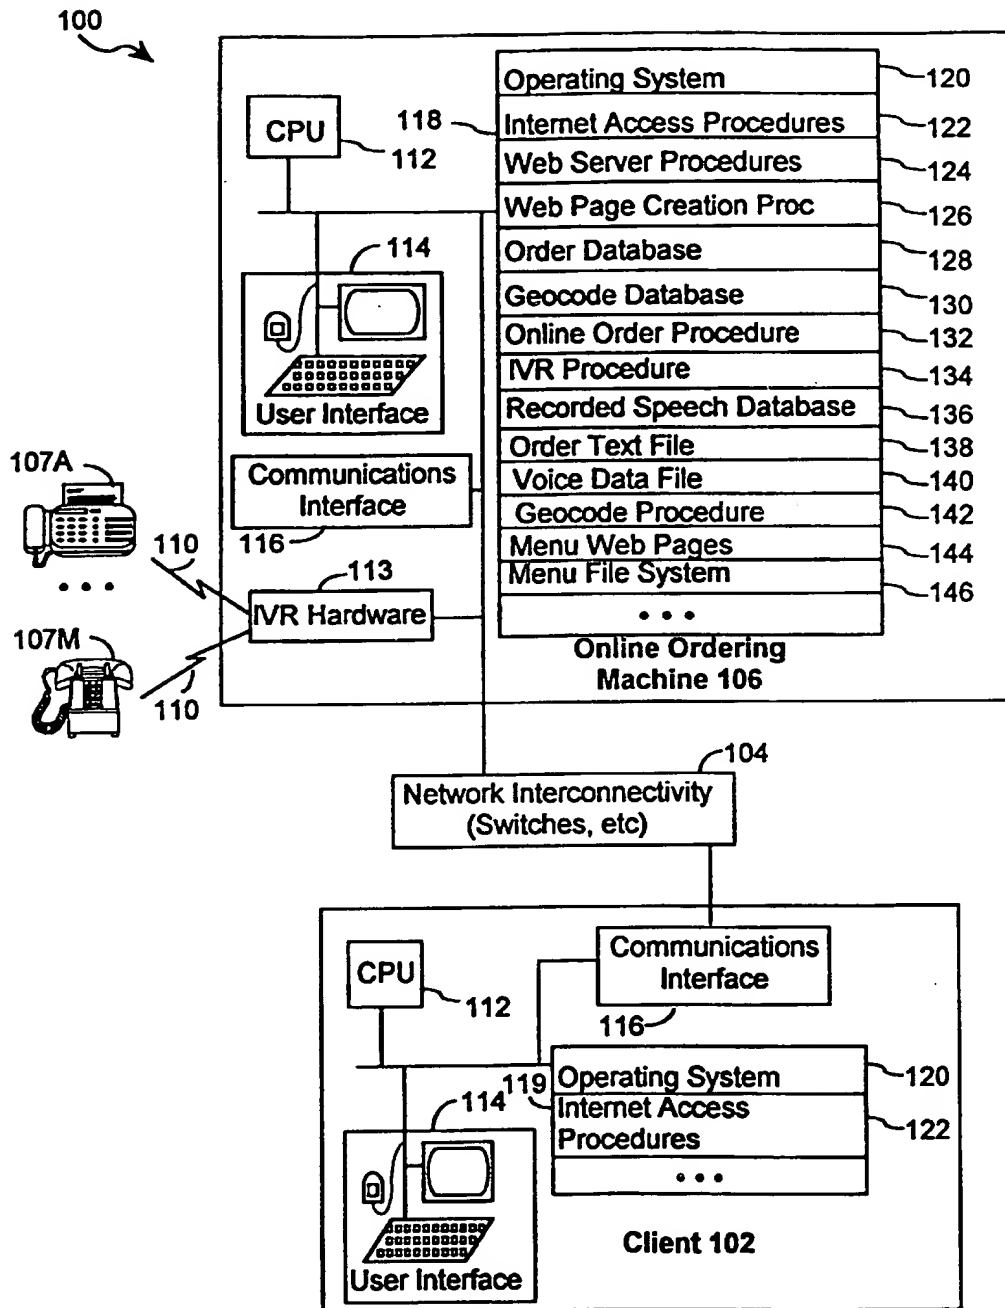 100
CPU
112
118
Operating System
120
Internet Access Procedures
122
Web Server Procedures
124
Web Page Creation Proc
126
Order Database
128
Geocode Database
130
Online Order Procedure
132
IVR Procedure
134
Recorded Speech Database
136
Order Text File
138
Voice Data File
140
Geocode Procedure
142
Menu Web Pages
144
Menu File System
146
• • •
Online Ordering
Machine 106
114
User Interface
Communications
Interface
116
107A
110
• • •
113
IVR Hardware
107M
110
104
Network Interconnectivity
(Switches, etc)
CPU
112
Communications
Interface
116
119
Operating System
120
Internet Access
Procedures
122
• • •
114
User Interface
Client 102